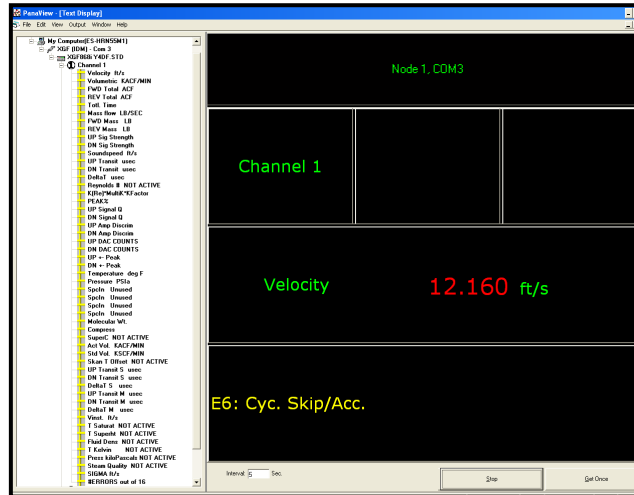 PanaView - [Text Display]
File Edit View Output Window Help
My Computer(ES-HRN55M1)
XGF (IDM) - Com 3
XGF868i Y4DF.STD
Channel 1
Velocity ft/s
Volumetric KACF/MIN
FWD Total ACF
REV Total ACF
Totl. Time
Mass flow LB/SEC
FWD Mass LB
REV Mass LB
UP Sig Strength
DN Sig Strength
Soundspeed ft/s
UP Transit usec
DN Transit usec
DeltaT usec
Reynolds # NOT ACTIVE
K(Re)*MultiK*KFactor
PEAK%
UP Signal Q
DN Signal Q
UP Amp Discrim
DN Amp Discrim
UP DAC COUNTS
DN DAC COUNTS
UP +- Peak
DN +- Peak
Temperature deg F
Pressure PSIa
SpcIn Unused
SpcIn Unused
SpcIn Unused
SpcIn Unused
Molecular Wt.
Compress
SuperC NOT ACTIVE
Act Vol. KACF/MIN
Std Vol. KSCF/MIN
Skan T Offset NOT ACTIVE
UP Transit S usec
DN Transit S usec
DeltaT S usec
UP Transit M usec
DN Transit M usec
DeltaT M usec
Vinst. ft/s
T Saturat NOT ACTIVE
T Superht NOT ACTIVE
Fluid Dens NOT ACTIVE
T Kelvin NOT ACTIVE
Press kiloPascals NOT ACTIVE
Steam Quality NOT ACTIVE
SIGMA ft/s
#ERRORS out of 16
Node 1, COM3
Channel 1
Velocity 12.160 ft/s
E6: Cyc. Skip/Acc.
Interval 5 Sec. Stop Get Once